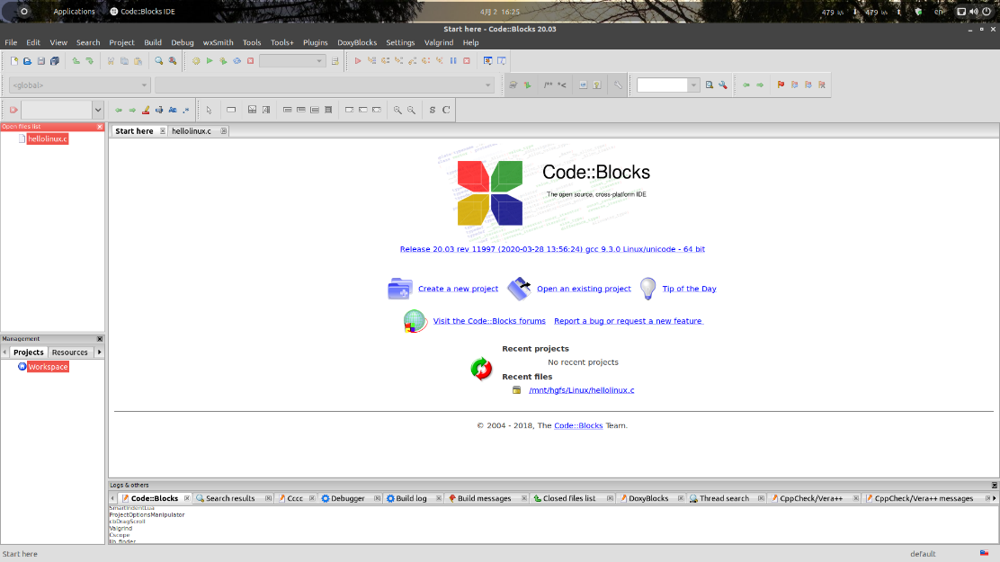 Applications Code::Blocks IDE 4月 2 16:25 479 b/s 479 b/s en
Start here - Code::Blocks 20.03
File Edit View Search Project Build Debug wxSmith Tools Tools+ Plugins DoxyBlocks Settings Valgrind Help
<global> /** *<
.* S C
Open files list
hellolinux.c
Start here hellolinux.c
Code::Blocks
The open source, cross-platform IDE
Release 20.03 rev 11997 (2020-03-28 13:56:24) gcc 9.3.0 Linux/unicode - 64 bit
Create a new project Open an existing project Tip of the Day
Visit the Code::Blocks forums Report a bug or request a new feature
Management
Projects Resources
Workspace
Recent projects
No recent projects
Recent files
/mnt/hgfs/Linux/hellolinux.c
© 2004 - 2018, The Code::Blocks Team.
Logs & others
Code::Blocks Search results Cccc Debugger Build log Build messages Closed files list DoxyBlocks Thread search CppCheck/Vera++ CppCheck/Vera++ messages
SmartIndentLua
ProjectOptionsManipulator
cbDragScroll
Valgrind
Cscope
lib_finder
Start here default